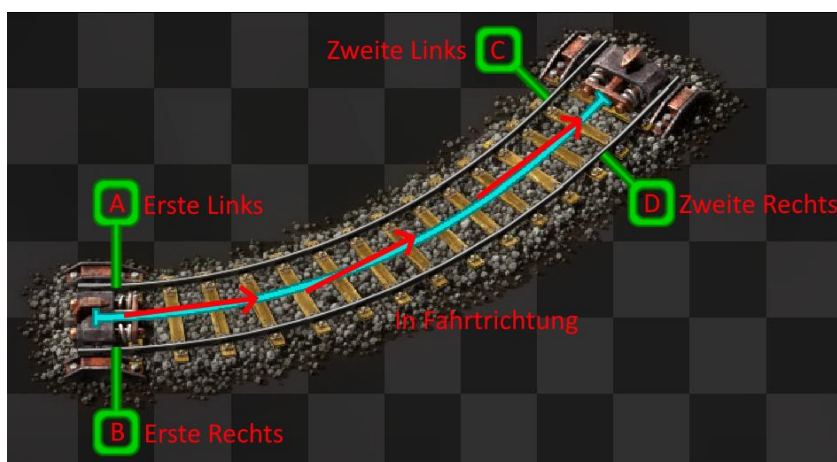 Zweite Links C
A Erste Links
D Zweite Rechts
In Fahrtrichtung
B Erste Rechts